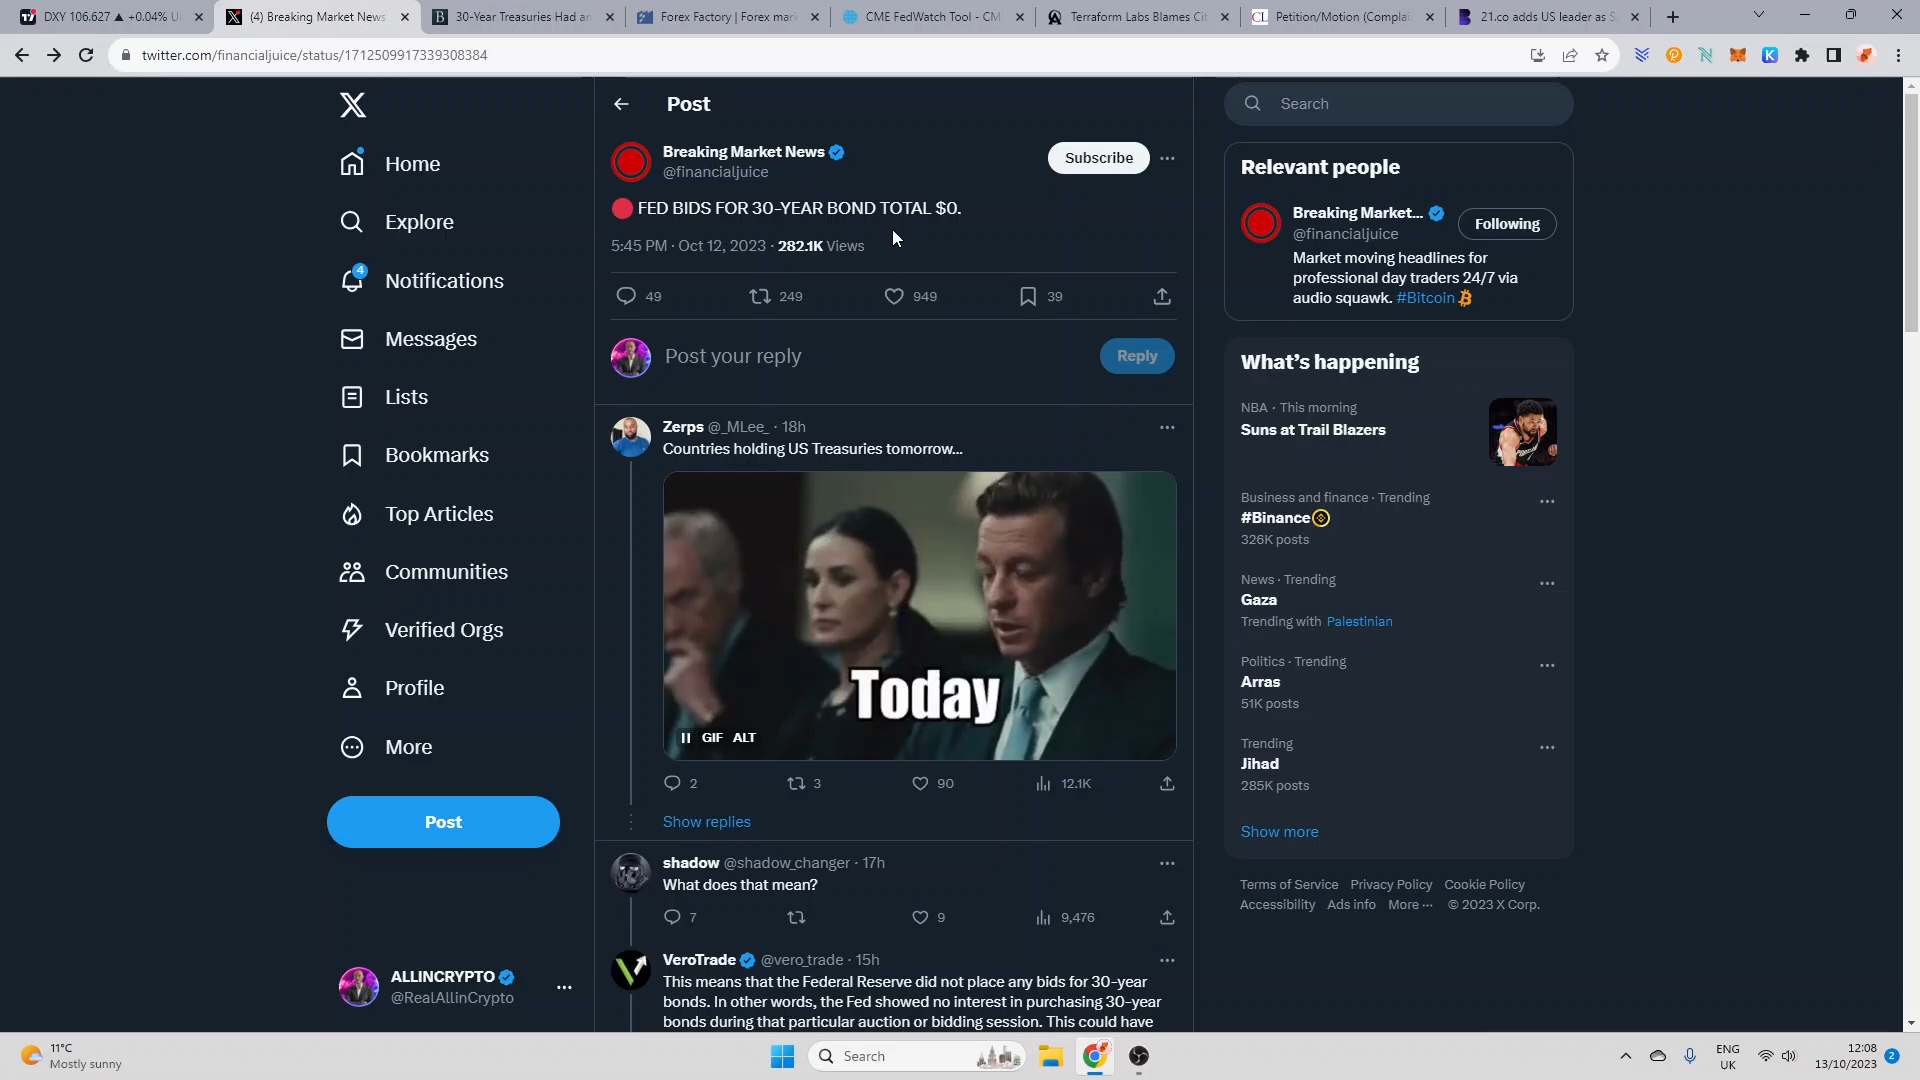 DXY 106.627 ▲ +0.04% U
(4) Breaking Market News
30-Year Treasuries Had a
Forex Factory | Forex mar
CME FedWatch Tool - CM
Terraform Labs Blames Cit
Petition/Motion (Complai
21.co adds US leader as S
twitter.com/financialjuice/status/1712509917339308384
Home
Explore
4
Notifications
Messages
Lists
Bookmarks
Top Articles
Communities
Verified Orgs
Profile
More
Post
ALLINCRYPTO
@RealAllinCrypto
Post
Breaking Market News
@financialjuice
Subscribe
FED BIDS FOR 30-YEAR BOND TOTAL $0.
5:45 PM · Oct 12, 2023 · 282.1K Views
49 249 949 39
Post your reply
Reply
Zerps @_MLee_ · 18h
Countries holding US Treasuries tomorrow...
Today
GIF ALT
2 3 90 12.1K
Show replies
shadow @shadow_changer · 17h
What does that mean?
7 9 9,476
VeroTrade @vero_trade · 15h
This means that the Federal Reserve did not place any bids for 30-year
bonds. In other words, the Fed showed no interest in purchasing 30-year
bonds during that particular auction or bidding session. This could have
Search
Relevant people
Breaking Market...
@financialjuice
Following
Market moving headlines for
professional day traders 24/7 via
audio squawk. #Bitcoin
What's happening
NBA · This morning
Suns at Trail Blazers
Business and finance · Trending
#Binance
326K posts
News · Trending
Gaza
Trending with Palestinian
Politics · Trending
Arras
51K posts
Trending
Jihad
285K posts
Show more
Terms of Service Privacy Policy Cookie Policy
Accessibility Ads info More ··· © 2023 X Corp.
11°C
Mostly sunny
Search
ENG
UK
12:08
13/10/2023
2